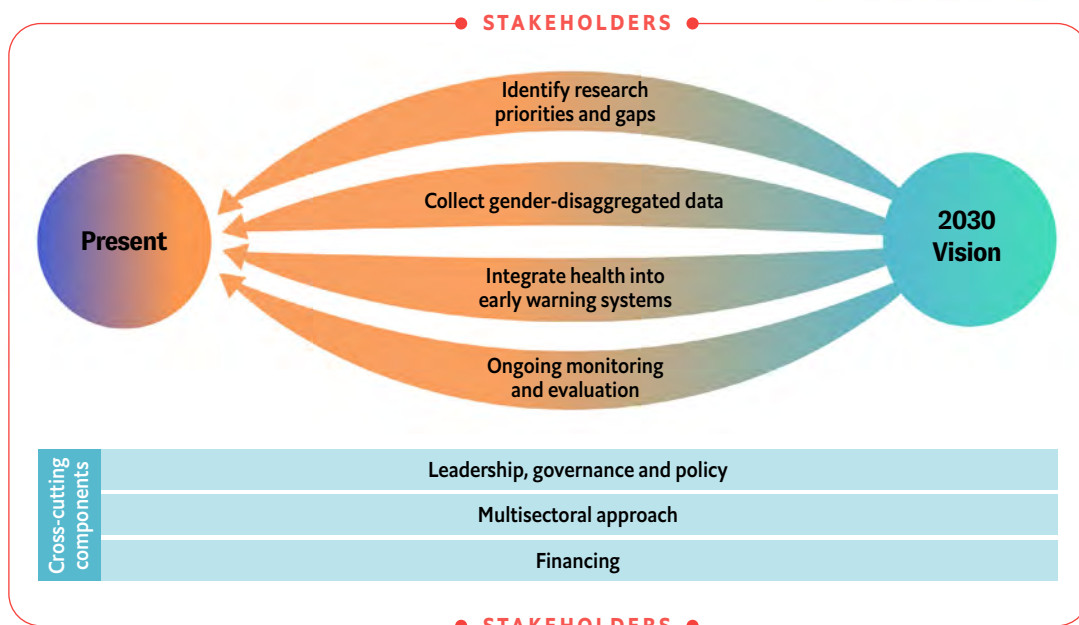 STAKEHOLDERS
Identify research
priorities and gaps
Collect gender-disaggregated data
Present
2030
Vision
Integrate health into
early warning systems
Ongoing monitoring
and evaluation
Cross-cutting
components
Leadership, governance and policy
Multisectoral approach
Financing
STAKEHOLDERS